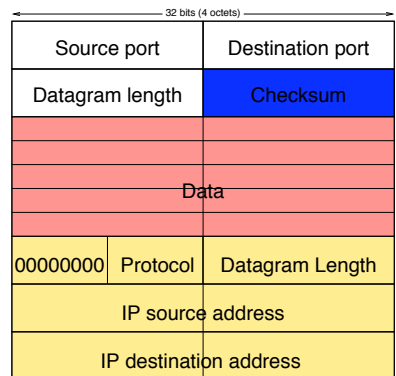 32 bits (4 octets)
Source port Destination port
Datagram length Checksum
Data
00000000 Protocol Datagram Length
IP source address
IP destination address